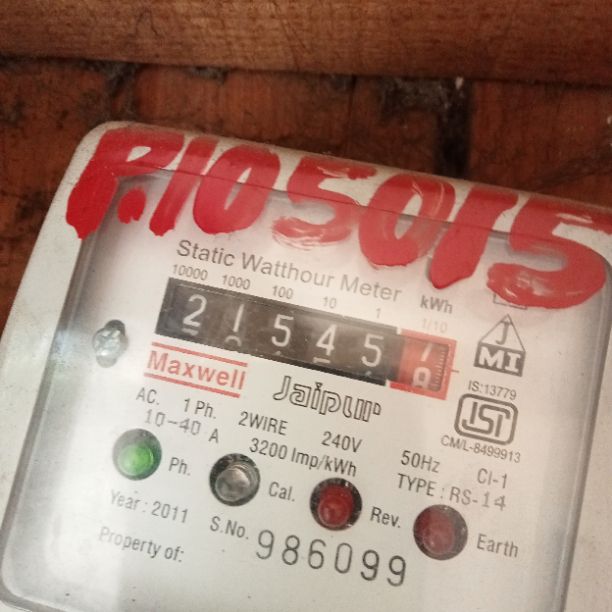 P.105015
Static Watthour Meter
10000 1000 100 10 1 kWh
1/10
2 1 5 4 5
Maxwell Jaipur
JMI
IS:13779
ISI
CM/L-8499913
AC. 1 Ph. 2WIRE 240V 50Hz Cl-1
10-40 A 3200 Imp/kWh TYPE : RS-14
Ph. Cal. Rev. Earth
Year : 2011 S.No. 986099
Property of: